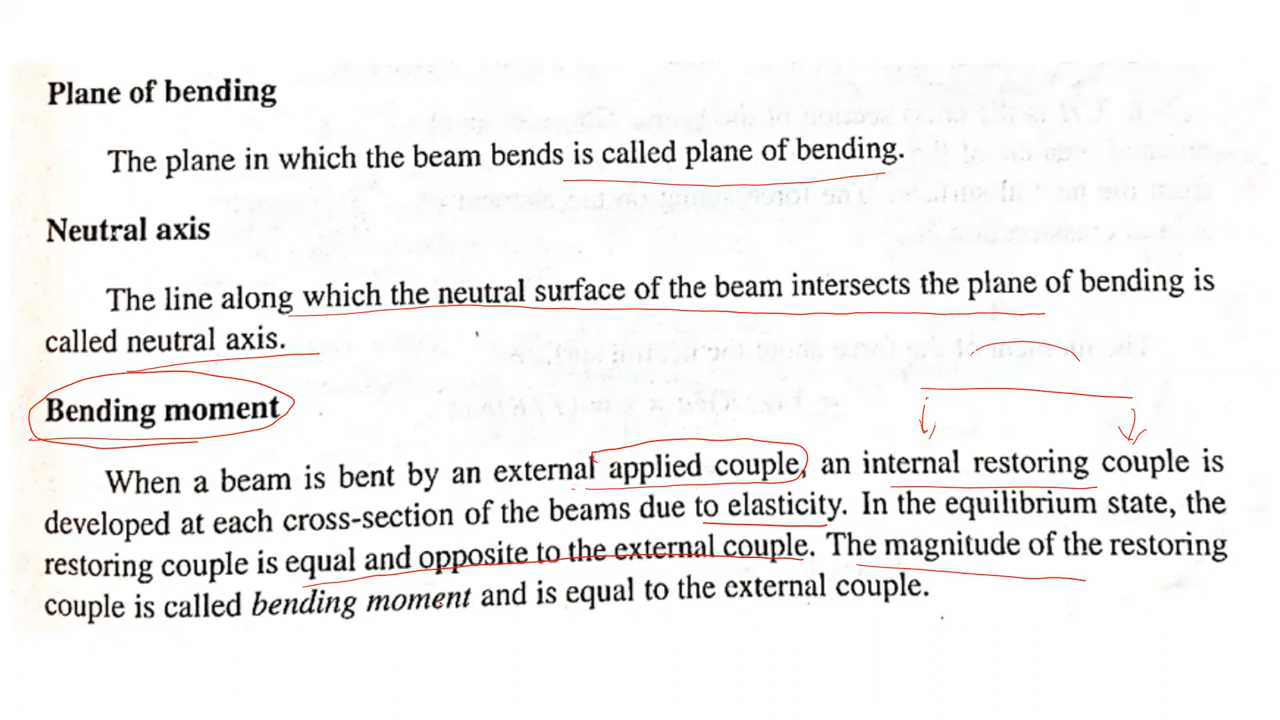 Plane of bending
The plane in which the beam bends is called plane of bending.
Neutral axis
The line along which the neutral surface of the beam intersects the plane of bending is
called neutral axis.
Bending moment
When a beam is bent by an external applied couple, an internal restoring couple is
developed at each cross-section of the beams due to elasticity. In the equilibrium state, the
restoring couple is equal and opposite to the external couple. The magnitude of the restoring
couple is called bending moment and is equal to the external couple.